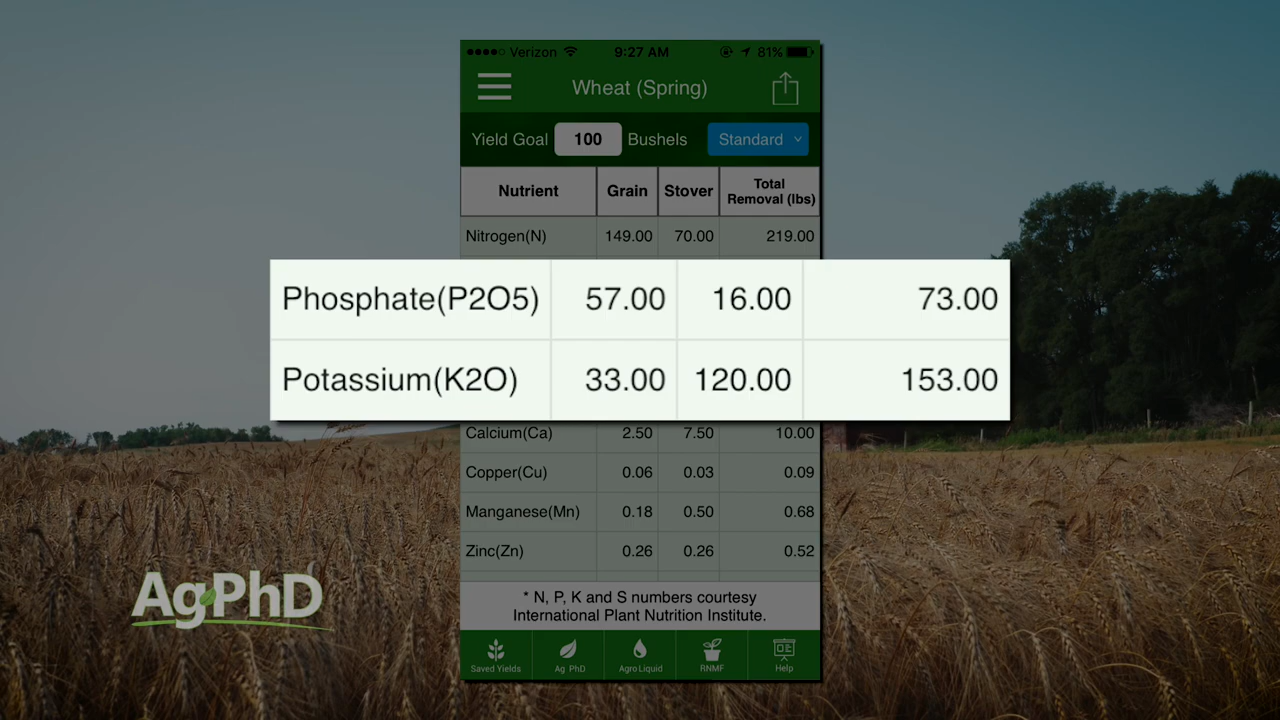 Verizon 9:27 AM 81%
Wheat (Spring)
Yield Goal 100 Bushels Standard
Nutrient Grain Stover Total Removal (lbs)
Nitrogen(N) 149.00 70.00 219.00
Phosphate(P2O5) 57.00 16.00 73.00
Potassium(K2O) 33.00 120.00 153.00
Calcium(Ca) 2.50 7.50 10.00
Copper(Cu) 0.06 0.03 0.09
Manganese(Mn) 0.18 0.50 0.68
Zinc(Zn) 0.26 0.26 0.52
* N, P, K and S numbers courtesy
International Plant Nutrition Institute.
Saved Yields Ag PhD Agro Liquid RNMF Help
AgPhD